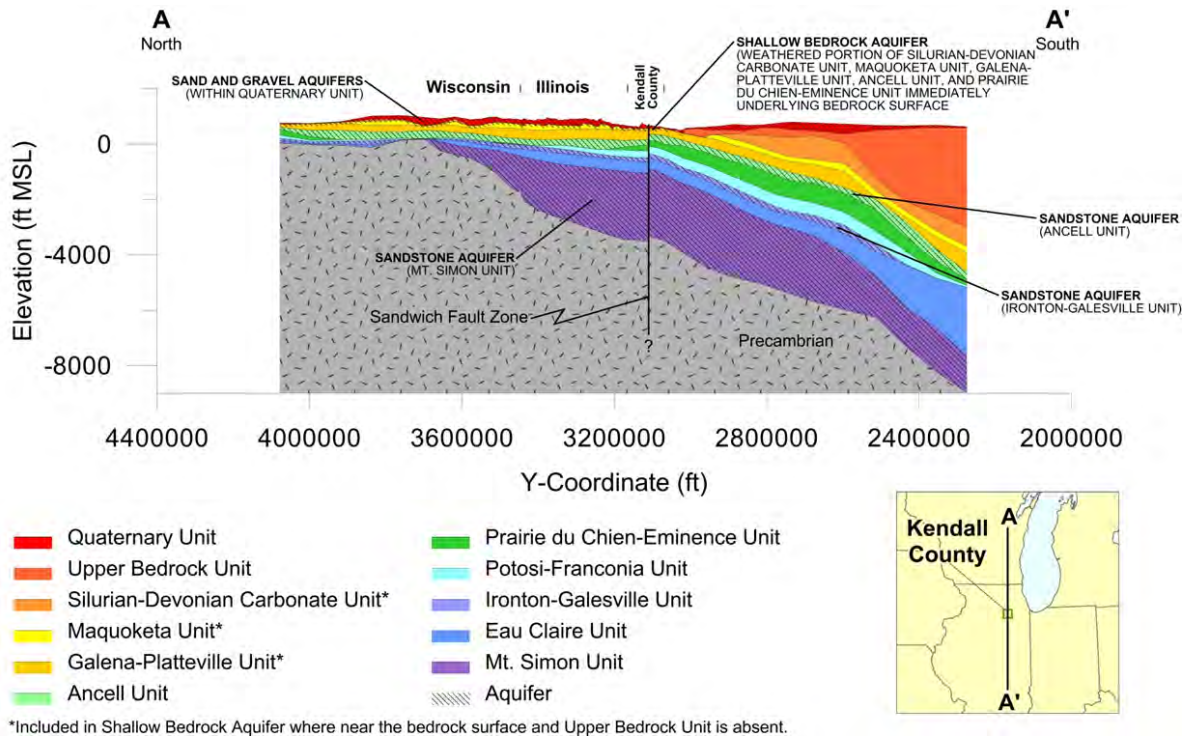 A
North
A'
South
SHALLOW BEDROCK AQUIFER
(WEATHERED PORTION OF SILURIAN-DEVONIAN
CARBONATE UNIT, MAQUOKETA UNIT, GALENA-
PLATTEVILLE UNIT, ANCELL UNIT, AND PRAIRIE
DU CHIEN-EMINENCE UNIT IMMEDIATELY
UNDERLYING BEDROCK SURFACE
SAND AND GRAVEL AQUIFERS
(WITHIN QUATERNARY UNIT)
Wisconsin
Illinois
Kendall
County
Elevation (ft MSL)
0
-4000
-8000
SANDSTONE AQUIFER
(ANCELL UNIT)
SANDSTONE AQUIFER
(MT. SIMON UNIT)
SANDSTONE AQUIFER
(IRONTON-GALESVILLE UNIT)
Sandwich Fault Zone
?
Precambrian
4400000
4000000
3600000
3200000
2800000
2400000
2000000
Y-Coordinate (ft)
Quaternary Unit
Upper Bedrock Unit
Silurian-Devonian Carbonate Unit*
Maquoketa Unit*
Galena-Platteville Unit*
Ancell Unit
Prairie du Chien-Eminence Unit
Potosi-Franconia Unit
Ironton-Galesville Unit
Eau Claire Unit
Mt. Simon Unit
Aquifer
Kendall
County
A
A'
*Included in Shallow Bedrock Aquifer where near the bedrock surface and Upper Bedrock Unit is absent.